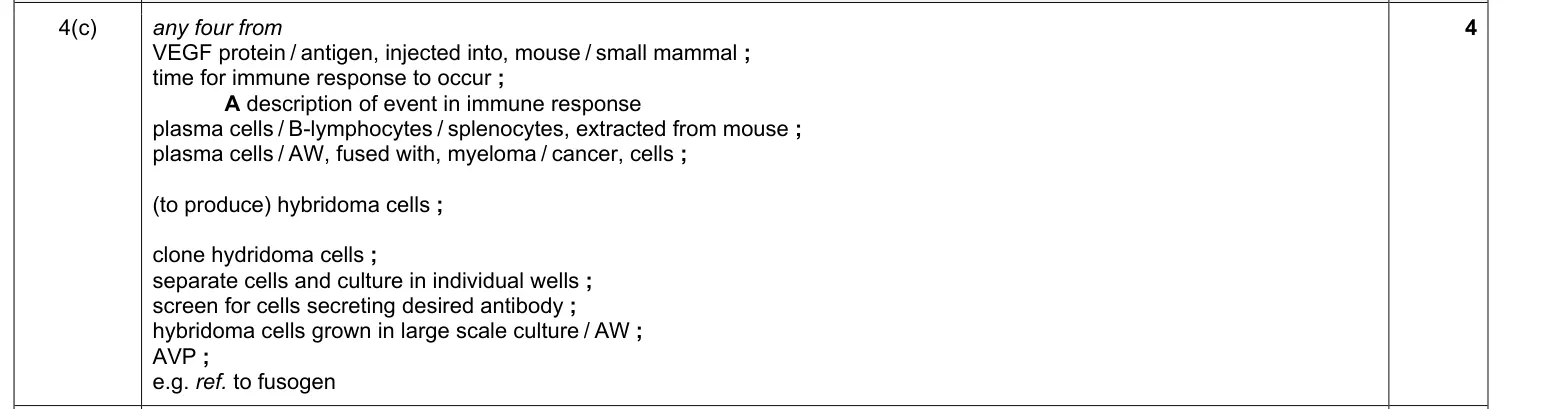 4(c)
any four from
4
VEGF protein / antigen, injected into, mouse / small mammal ;
time for immune response to occur ;
A description of event in immune response
plasma cells / B-lymphocytes / splenocytes, extracted from mouse ;
plasma cells / AW, fused with, myeloma / cancer, cells ;
(to produce) hybridoma cells ;
clone hydridoma cells ;
separate cells and culture in individual wells ;
screen for cells secreting desired antibody ;
hybridoma cells grown in large scale culture / AW ;
AVP ;
e.g. ref. to fusogen